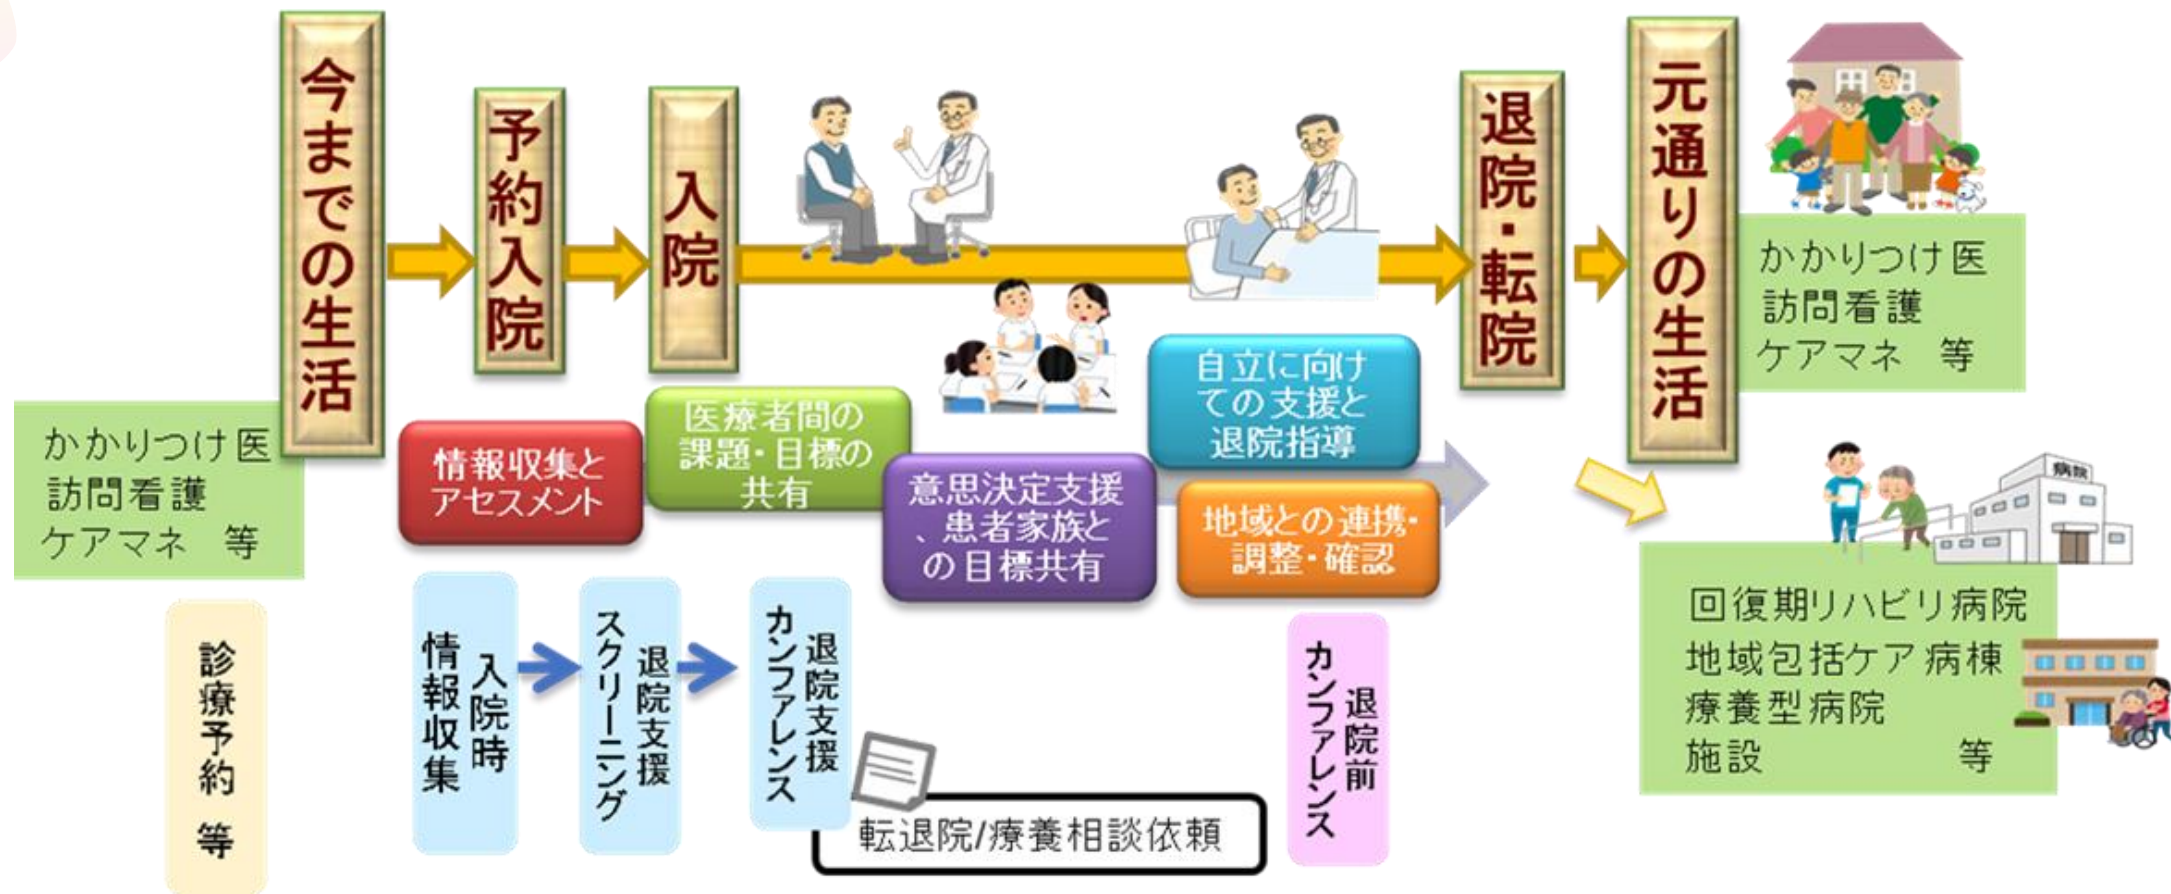 今までの生活
予約入院
入院
退院・転院
元通りの生活
かかりつけ医
訪問看護
ケアマネ　等
かかりつけ医
訪問看護
ケアマネ　等
情報収集と
アセスメント
医療者間の
課題・目標の
共有
意思決定支援
、患者家族と
の目標共有
自立に向け
ての支援と
退院指導
地域との連携・
調整・確認
病院
回復期リハビリ病院
地域包括ケア病棟
療養型病院
施設　等
診療予約　等
入院時
情報収集
退院支援
スクリーニング
退院支援
カンファレンス
転退院/療養相談依頼
退院前
カンファレンス